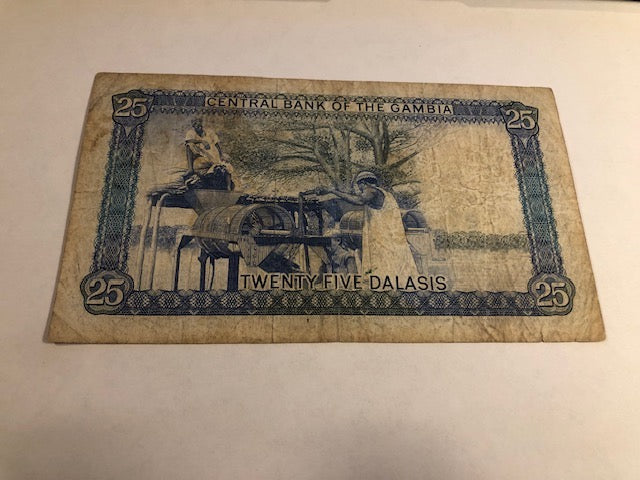 25 CENTRAL BANK OF THE GAMBIA 25
TWENTY FIVE DALASIS
25 25